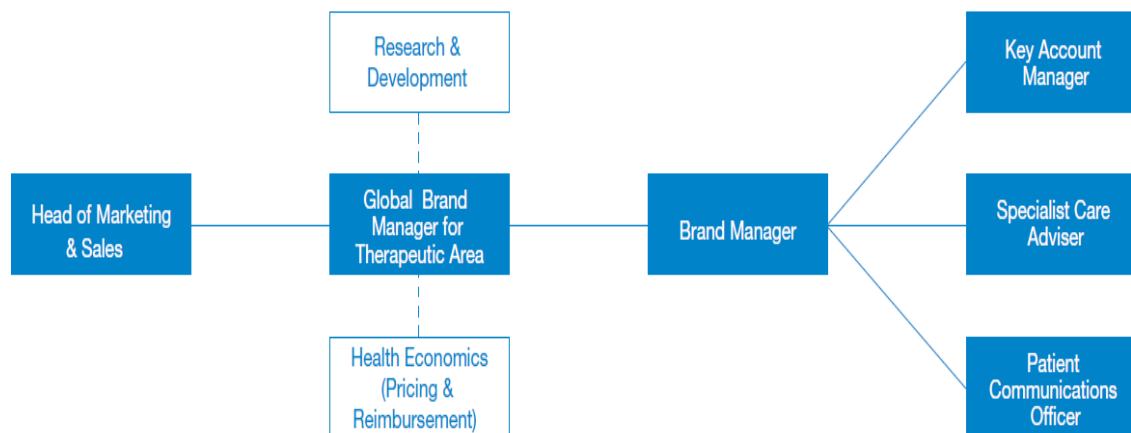 Research &
Development
Key Account
Manager
Head of Marketing
& Sales
Global Brand
Manager for
Therapeutic Area
Brand Manager
Specialist Care
Adviser
Health Economics
(Pricing &
Reimbursement)
Patient
Communications
Officer